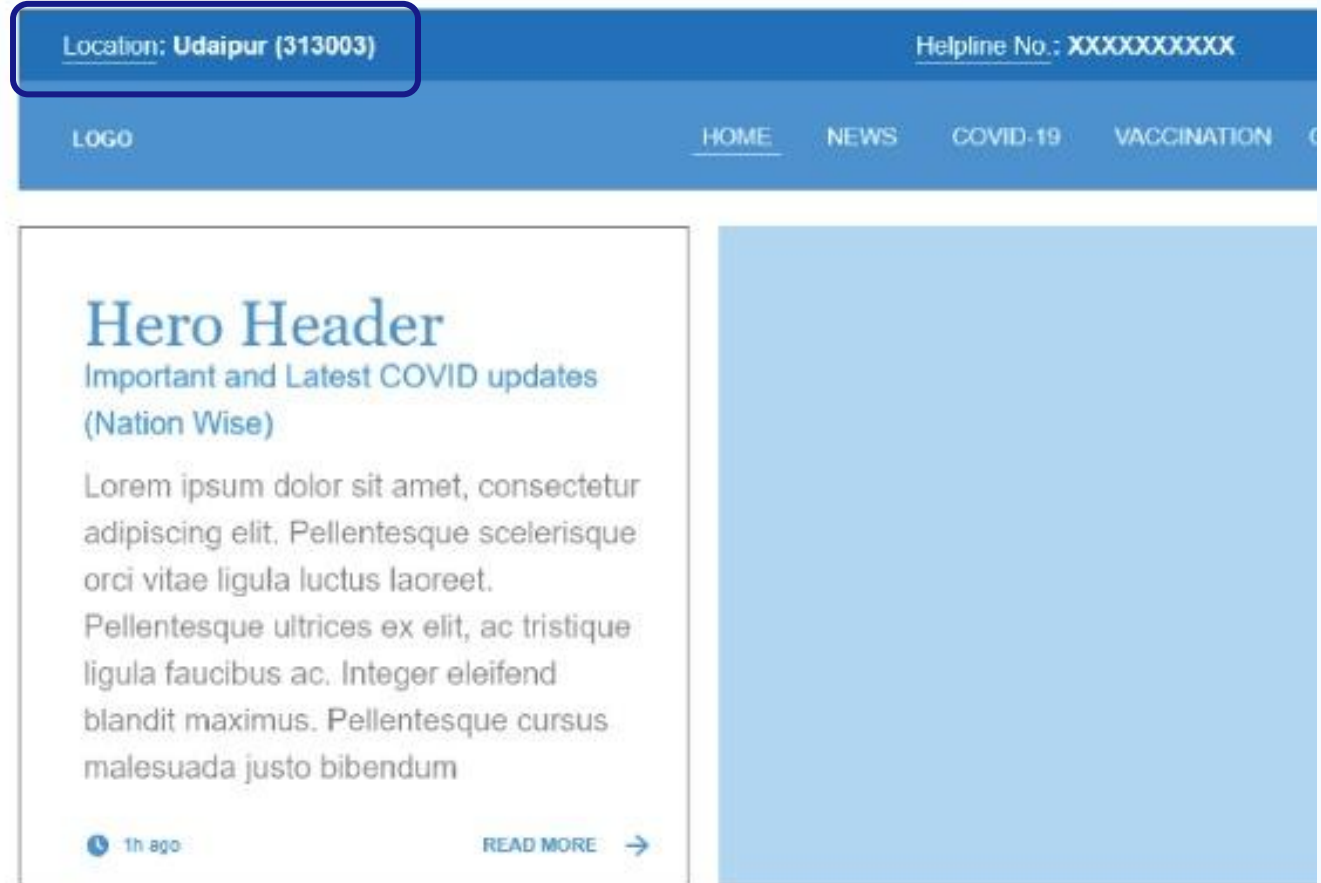 Location: Udaipur (313003)
Helpline No.: XXXXXXXXXX
LOGO
HOME NEWS COVID-19 VACCINATION
Hero Header
Important and Latest COVID updates
(Nation Wise)
Lorem ipsum dolor sit amet, consectetur
adipiscing elit. Pellentesque scelerisque
orci vitae ligula luctus laoreet.
Pellentesque ultrices ex elit, ac tristique
ligula faucibus ac. Integer eleifend
blandit maximus. Pellentesque cursus
malesuada justo bibendum
1h ago
READ MORE